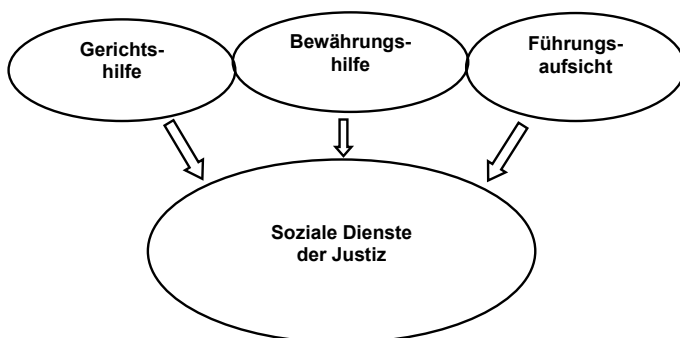 Gerichts-
hilfe
Bewährungs-
hilfe
Führungs-
aufsicht
Soziale Dienste
der Justiz